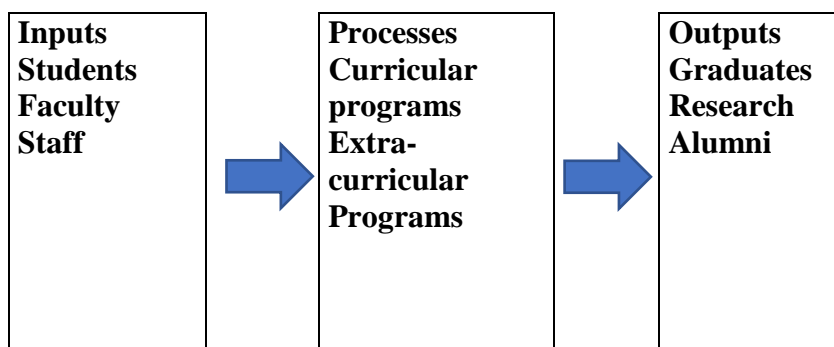 Inputs
Students
Faculty
Staff
Processes
Curricular
programs
Extra-
curricular
Programs
Outputs
Graduates
Research
Alumni